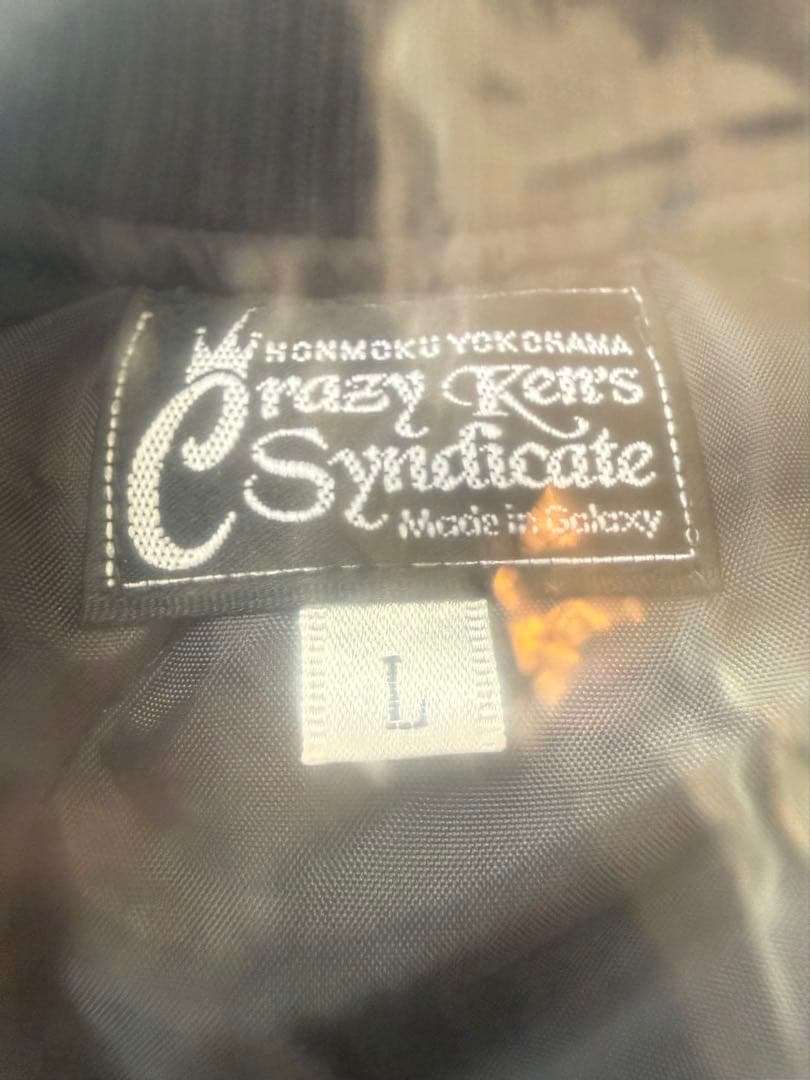 HONMOKU YOKOHAMA
Crazy Ken's
Syndicate
Made in Galaxy
L